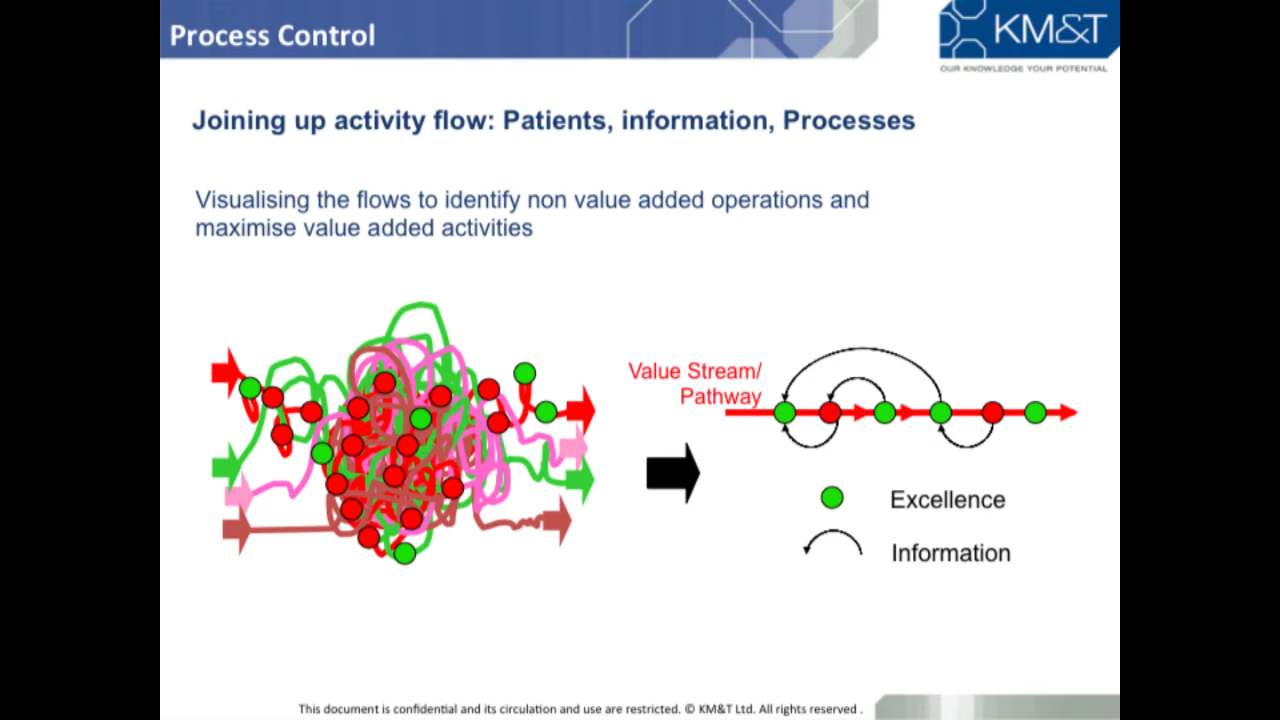 Process Control
KM&T
OUR KNOWLEDGE YOUR POTENTIAL
Joining up activity flow: Patients, information, Processes
Visualising the flows to identify non value added operations and
maximise value added activities
Value Stream/
Pathway
Excellence
Information
This document is confidential and its circulation and use are restricted. © KM&T Ltd. All rights reserved .